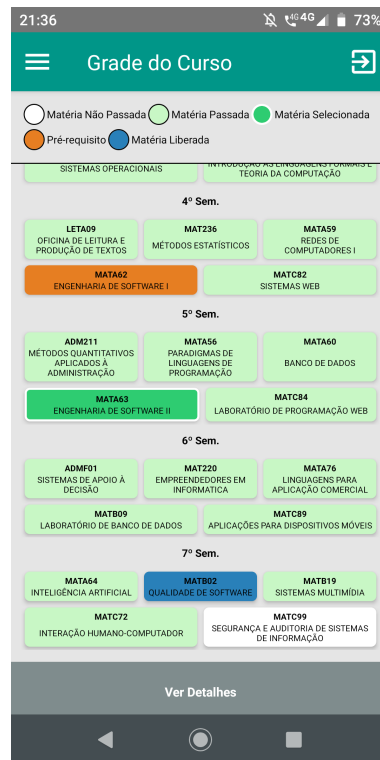 21:36
4G 4G 73%
Grade do Curso
Matéria Não Passada Matéria Passada Matéria Selecionada
Pré-requisito Matéria Liberada
SISTEMAS OPERACIONAIS
INTRODUÇÃO AS LINGUAGENS FORMAIS E
TEORIA DA COMPUTAÇÃO
4º Sem.
LETA09
OFICINA DE LEITURA E
PRODUÇÃO DE TEXTOS
MAT236
MÉTODOS ESTATÍSTICOS
MATA59
REDES DE
COMPUTADORES I
MATA62
ENGENHARIA DE SOFTWARE I
MATC82
SISTEMAS WEB
5º Sem.
ADM211
MÉTODOS QUANTITATIVOS
APLICADOS À
ADMINISTRAÇÃO
MATA56
PARADIGMAS DE
LINGUAGENS DE
PROGRAMAÇÃO
MATA60
BANCO DE DADOS
MATA63
ENGENHARIA DE SOFTWARE II
MATC84
LABORATÓRIO DE PROGRAMAÇÃO WEB
6º Sem.
ADMF01
SISTEMAS DE APOIO À
DECISÃO
MAT220
EMPREENDEDORES EM
INFORMATICA
MATA76
LINGUAGENS PARA
APLICAÇÃO COMERCIAL
MATB09
LABORATÓRIO DE BANCO DE DADOS
MATC89
APLICAÇÕES PARA DISPOSITIVOS MÓVEIS
7º Sem.
MATA64
INTELIGÊNCIA ARTIFICIAL
MATB02
QUALIDADE DE SOFTWARE
MATB19
SISTEMAS MULTIMÍDIA
MATC72
INTERAÇÃO HUMANO-COMPUTADOR
MATC99
SEGURANÇA E AUDITORIA DE SISTEMAS
DE INFORMAÇÃO
Ver Detalhes